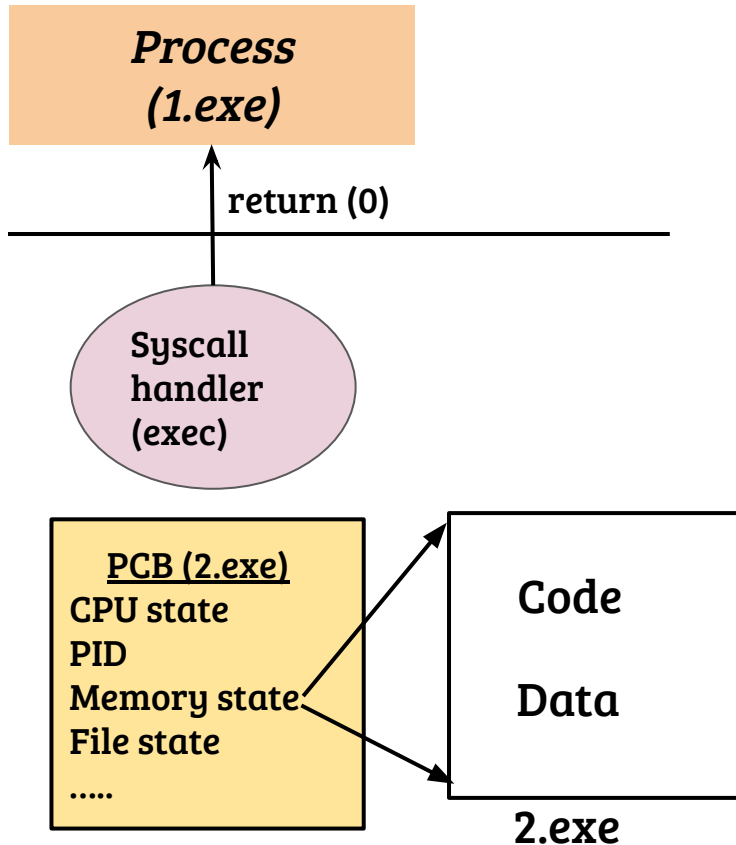 Process
(1.exe)
return (0)
Syscall
handler
(exec)
PCB (2.exe)
CPU state
PID
Memory state
File state
.....
Code
Data
2.exe